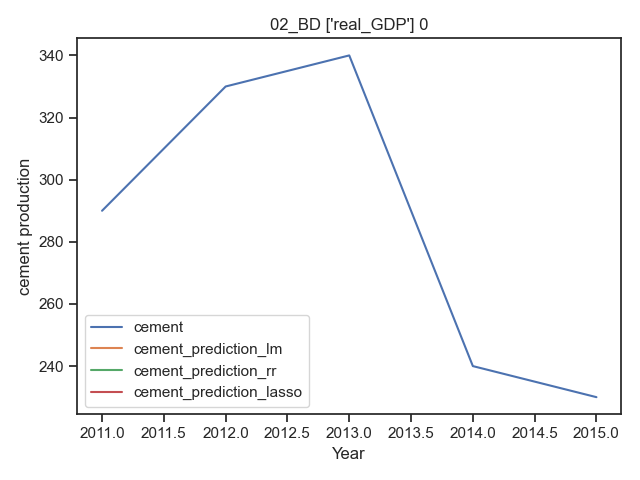 02_BD ['real_GDP'] 0
340
320
300
280
260
240
cement production
cement
cement_prediction_lm
cement_prediction_rr
cement_prediction_lasso
2011.0 2011.5 2012.0 2012.5 2013.0 2013.5 2014.0 2014.5 2015.0
Year